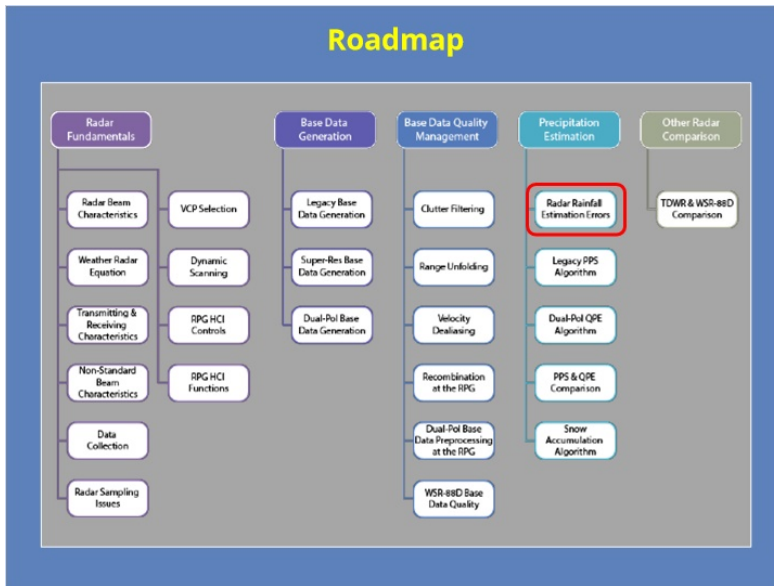 Roadmap
Radar
Fundamentals
Radar Beam
Characteristics
Weather Radar
Equation
Transmitting &
Receiving
Characteristics
Non-Standard
Beam
Characteristics
Data
Collection
Radar Sampling
Issues
VCP Selection
Dynamic
Scanning
RPG HCI
Controls
RPG HCI
Functions
Base Data
Generation
Legacy Base
Data Generation
Super-Res Base
Data Generation
Dual-Pol Base
Data Generation
Base Data Quality
Management
Clutter Filtering
Range Unfolding
Velocity
Dealiasing
Recombination
at the RPG
Dual-Pol Base
Data Preprocessing
at the RPG
WSR-88D Base
Data Quality
Precipitation
Estimation
Radar Rainfall
Estimation Errors
Legacy PPS
Algorithm
Dual-Pol QPE
Algorithm
PPS & QPE
Comparison
Snow
Accumulation
Algorithm
Other Radar
Comparison
TDWR & WSR-88D
Comparison